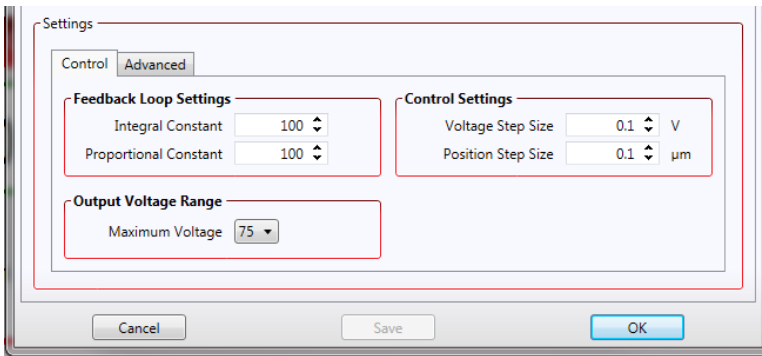 Settings
Control Advanced
Feedback Loop Settings
Integral Constant 100
Proportional Constant 100
Control Settings
Voltage Step Size 0.1 V
Position Step Size 0.1 µm
Output Voltage Range
Maximum Voltage 75
Cancel Save OK